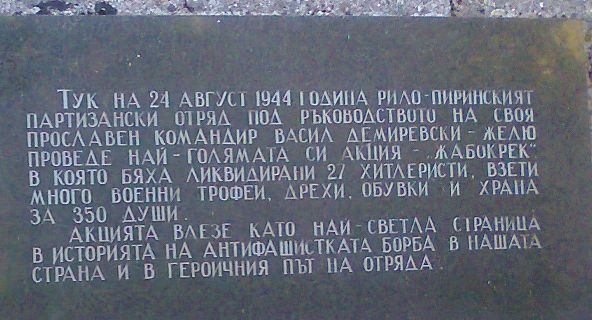 Тук на 24 август 1944 година Рило-Пиринският
партизански отряд под ръководството на своя
прославен командир Васил Демиревски-Желю
проведе най-голямата си акция - „Жабокрек"
в която бяха ликвидирани 27 хитлеристи, взети
много военни трофеи, дрехи, обувки и храна
за 350 души.
Акцията влезе като най-светла страница
в историята на антифашистката борба в нашата
страна и в героичния път на отряда.